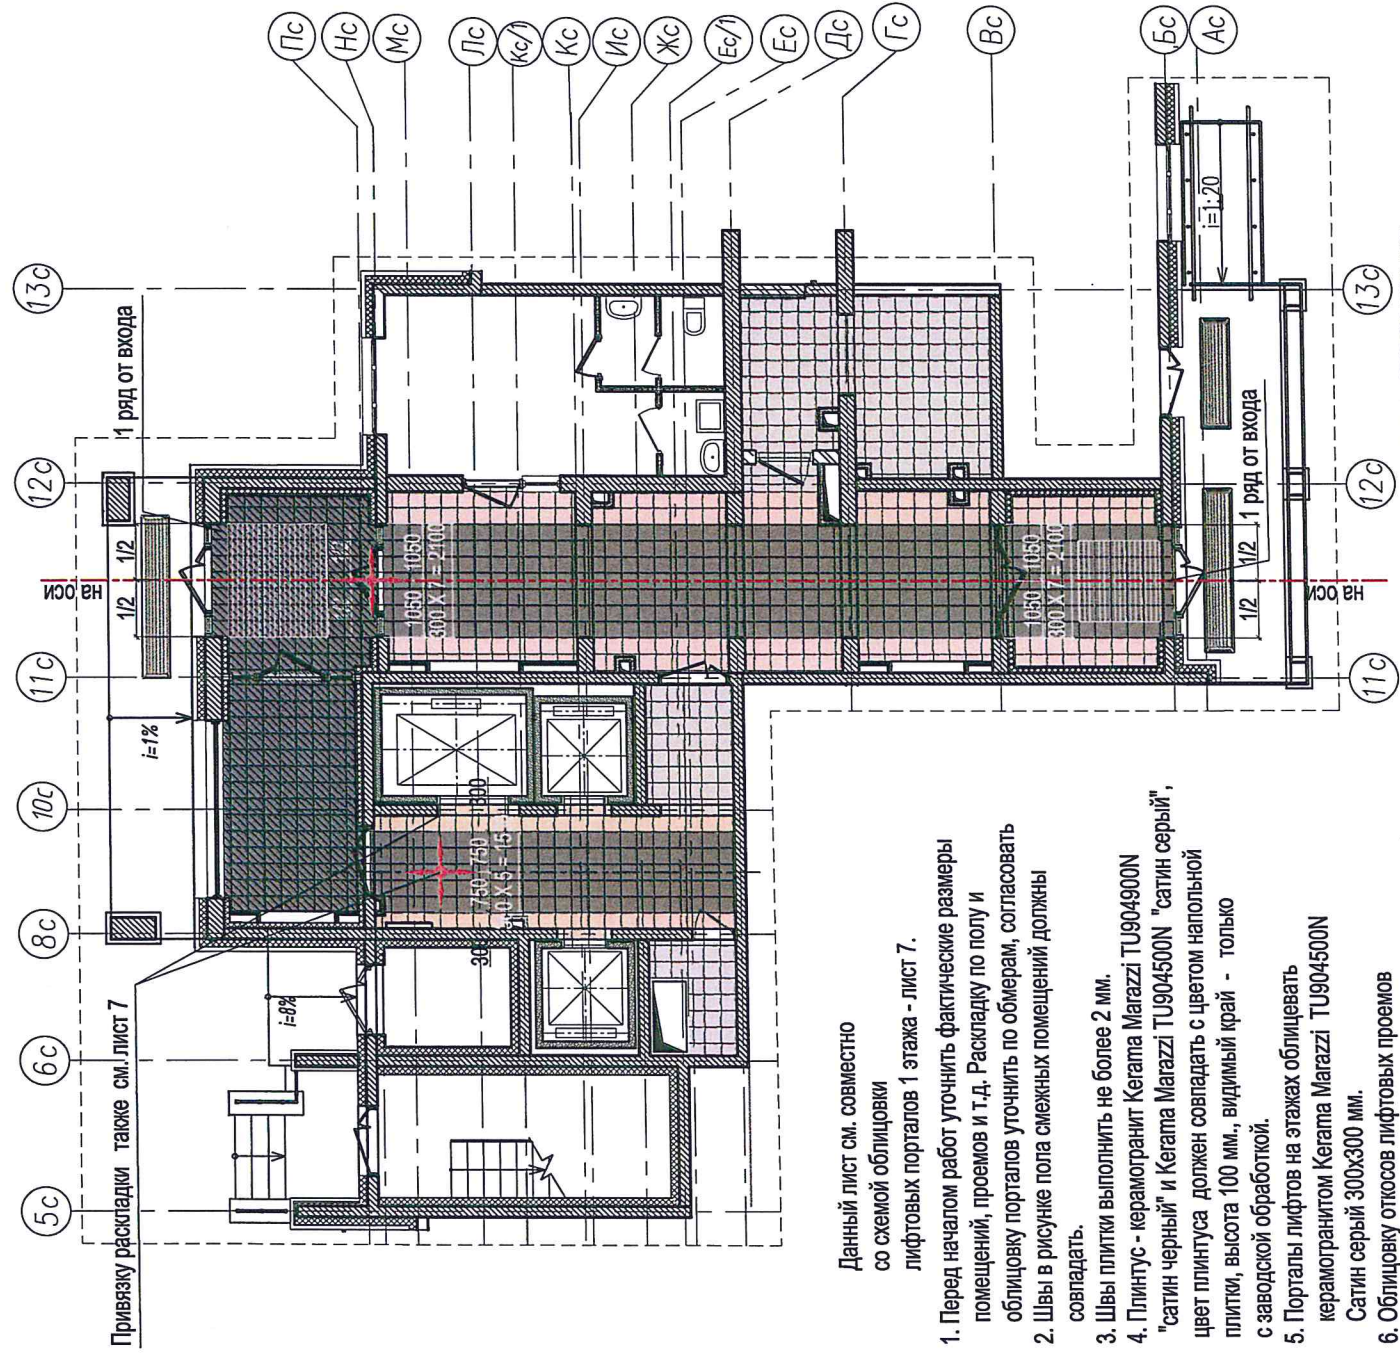 Привязку раскладки также см. лист 7
5с
6с
8с
10с
11с
12с
13с
Пс
Нс
Мс
Лс
Кс/1
Кс
Ис
Жс
Ес/1
Ес
Дс
Гс
Вс
Бс
Ас
1 ряд от входа
на оси
1/2
1/2
i=1%
i=8%
1050 1050
300 X 7 = 2100
750 750
300
1050 1050
300 X 7 = 2100
i=1:20
1 ряд от входа
1/2
1/2
на оси
11с
12с
13с
Данный лист см. совместно
со схемой облицовки
лифтовых порталов 1 этажа - лист 7.
1. Перед началом работ уточнить фактические размеры
помещений, проемов и т.д. Раскладку по полу и
облицовку порталов уточнить по обмерам, согласовать
2. Швы в рисунке пола смежных помещений должны
совпадать.
3. Швы плитки выполнить не более 2 мм.
4. Плинтус - керамогранит Kerama Marazzi TU904900N
"сатин черный" и Kerama Marazzi TU904500N "сатин серый",
цвет плинтуса должен совпадать с цветом напольной
плитки, высота 100 мм., видимый край - только
с заводской обработкой.
5. Порталы лифтов на этажах облицевать
керамогранитом Kerama Marazzi TU904500N
Сатин серый 300х300 мм.
6. Облицовку откосов лифтовых проемов